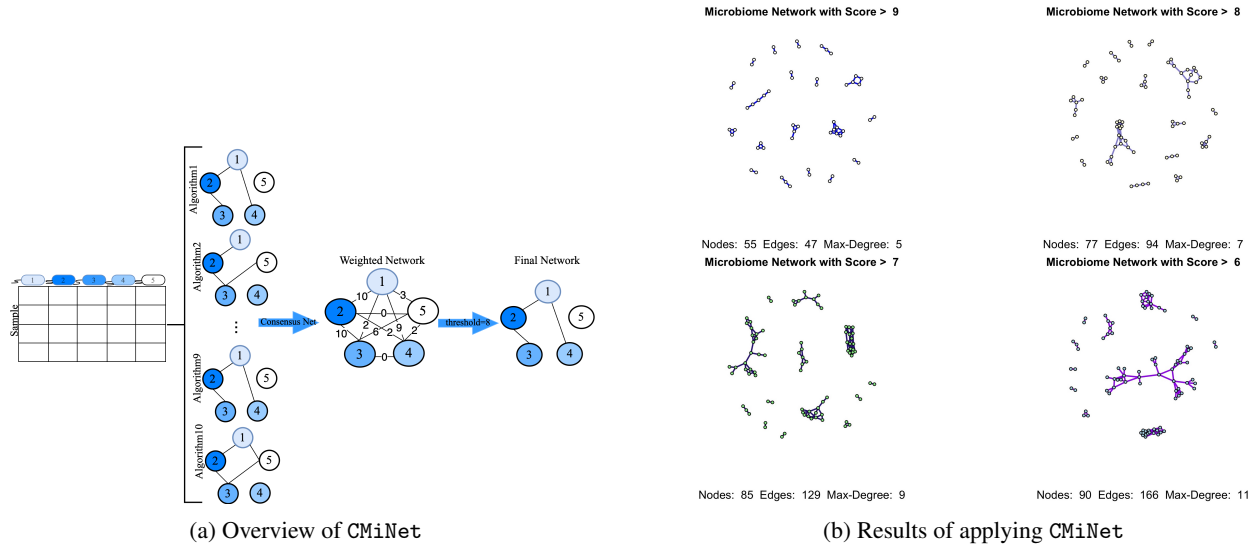 Algorithm1
1
2
5
3
4
Algorithm2
1
2
5
3
4
...
Algorithm9
1
2
5
3
4
Algorithm10
1
2
5
3
4
1 2 3 4 5
Sample
Consensus Net
Weighted Network
1
10 3
2 0 5
10 2 6 2 9 2
3 0 4
threshold=8
Final Network
1
2
5
3
4
(a) Overview of CMiNet
Microbiome Network with Score > 9
Nodes: 55 Edges: 47 Max-Degree: 5
Microbiome Network with Score > 8
Nodes: 77 Edges: 94 Max-Degree: 7
Microbiome Network with Score > 7
Nodes: 85 Edges: 129 Max-Degree: 9
Microbiome Network with Score > 6
Nodes: 90 Edges: 166 Max-Degree: 11
(b) Results of applying CMiNet